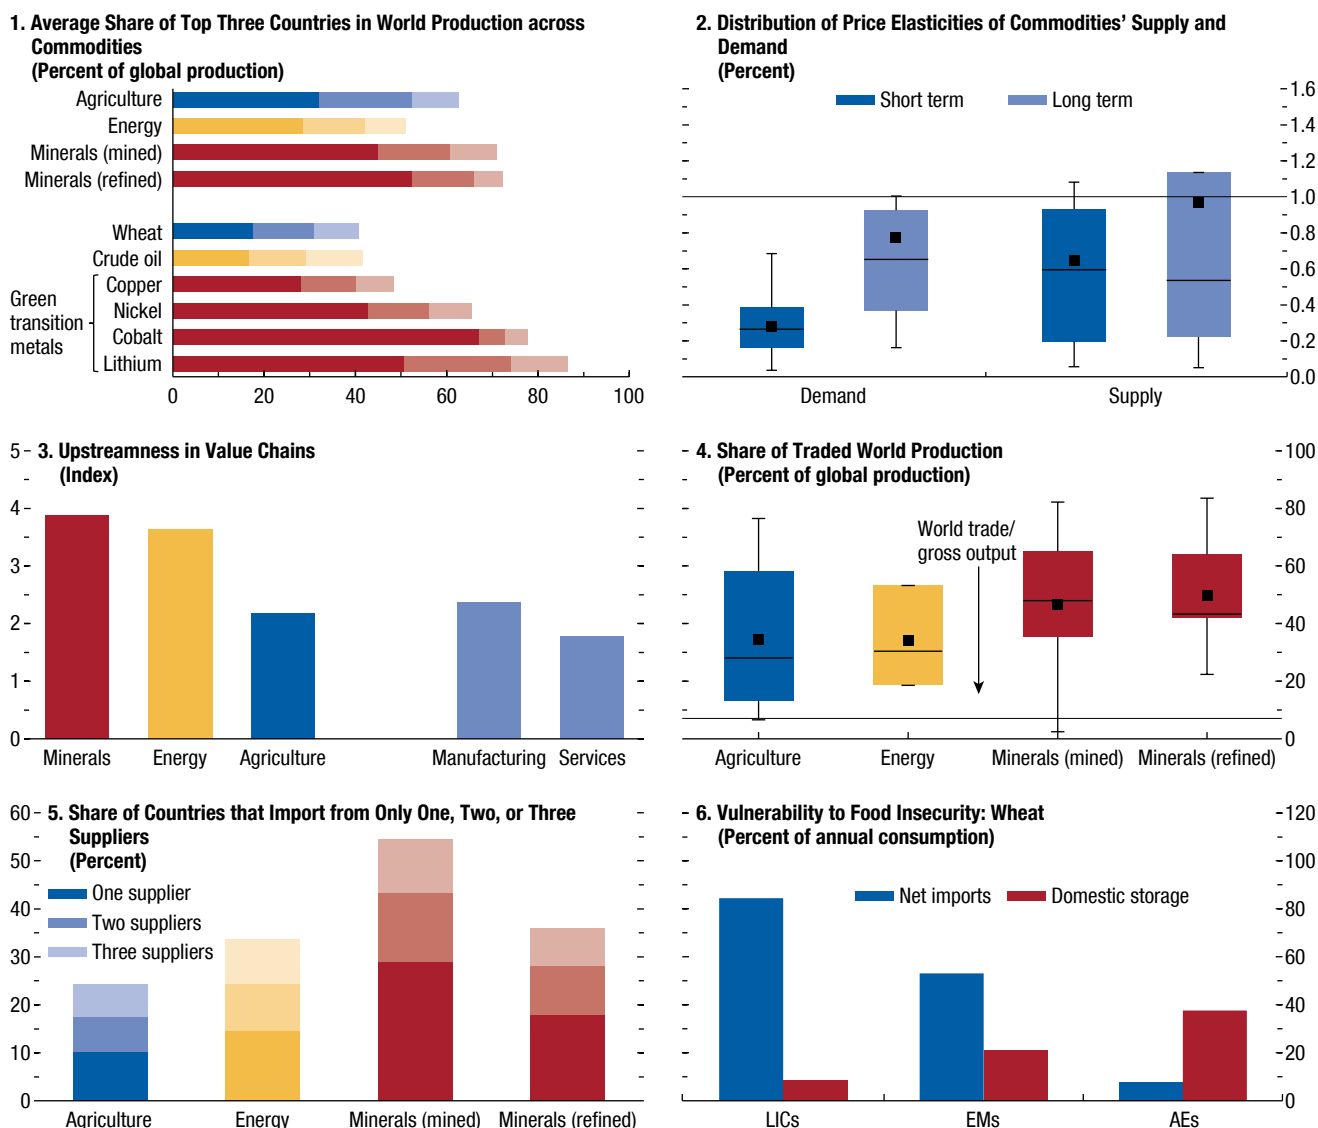 1. Average Share of Top Three Countries in World Production across
Commodities
(Percent of global production)
Agriculture
Energy
Minerals (mined)
Minerals (refined)
Wheat
Crude oil
Copper
Nickel
Cobalt
Lithium
Green
transition
metals
0 20 40 60 80 100
2. Distribution of Price Elasticities of Commodities’ Supply and
Demand
(Percent)
Short term Long term
1.6
1.4
1.2
1.0
0.8
0.6
0.4
0.2
0.0
Demand Supply
3. Upstreamness in Value Chains
(Index)
5
4
3
2
1
0
Minerals Energy Agriculture Manufacturing Services
4. Share of Traded World Production
(Percent of global production)
World trade/
gross output
100
80
60
40
20
0
Agriculture Energy Minerals (mined) Minerals (refined)
5. Share of Countries that Import from Only One, Two, or Three
Suppliers
(Percent)
One supplier
Two suppliers
Three suppliers
60
50
40
30
20
10
0
Agriculture Energy Minerals (mined) Minerals (refined)
6. Vulnerability to Food Insecurity: Wheat
(Percent of annual consumption)
Net imports Domestic storage
120
100
80
60
40
20
0
LICs EMs AEs